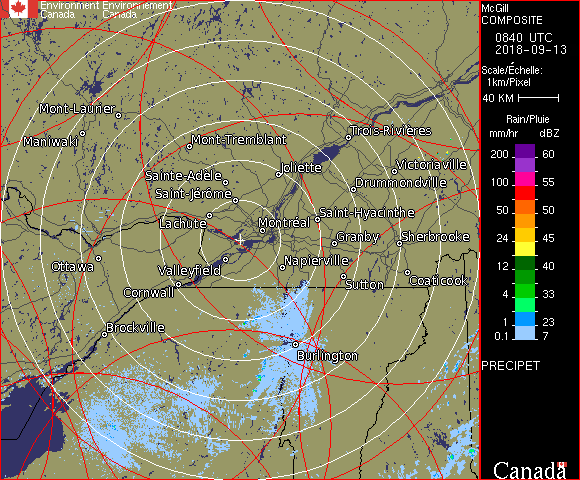 Environment Environnement
Canada Canada
McGill
COMPOSITE
0840 UTC
2018-09-13
Scale/Échelle:
1km/Pixel
40 KM
Rain/Pluie
mm/hr dBZ
200 60
100 55
50 50
24 45
12 40
4 33
1 23
0.1 7
PRECIPET
Canada
Mont-Laurier
Maniwaki
Mont-Tremblant
Trois-Rivières
Joliette
Victoriaville
Sainte-Adèle
Drummondville
Saint-Jérôme
Lachute
Montréal
Saint-Hyacinthe
Granby
Sherbrooke
Ottawa
Valleyfield
Napierville
Cornwall
Sutton
Coaticook
Brockville
Burlington